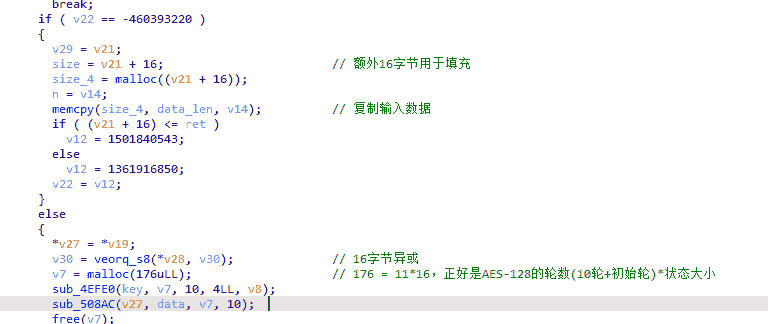 break;
if ( v22 == -460393220 )
{
v29 = v21;
size = v21 + 16; // 额外16字节用于填充
size_4 = malloc((v21 + 16));
n = v14;
memcpy(size_4, data_len, v14); // 复制输入数据
if ( (v21 + 16) <= ret )
v12 = 1501840543;
else
v12 = 1361916850;
v22 = v12;
}
else
{
*v27 = *v19;
v30 = veorq_s8(*v28, v30); // 16字节异或
v7 = malloc(176uLL); // 176 = 11*16，正好是AES-128的轮数(10轮+初始轮)*状态大小
sub_4EFE0(key, v7, 10, 4LL, v8);
sub_508AC(v27, data, v7, 10);
free(v7);